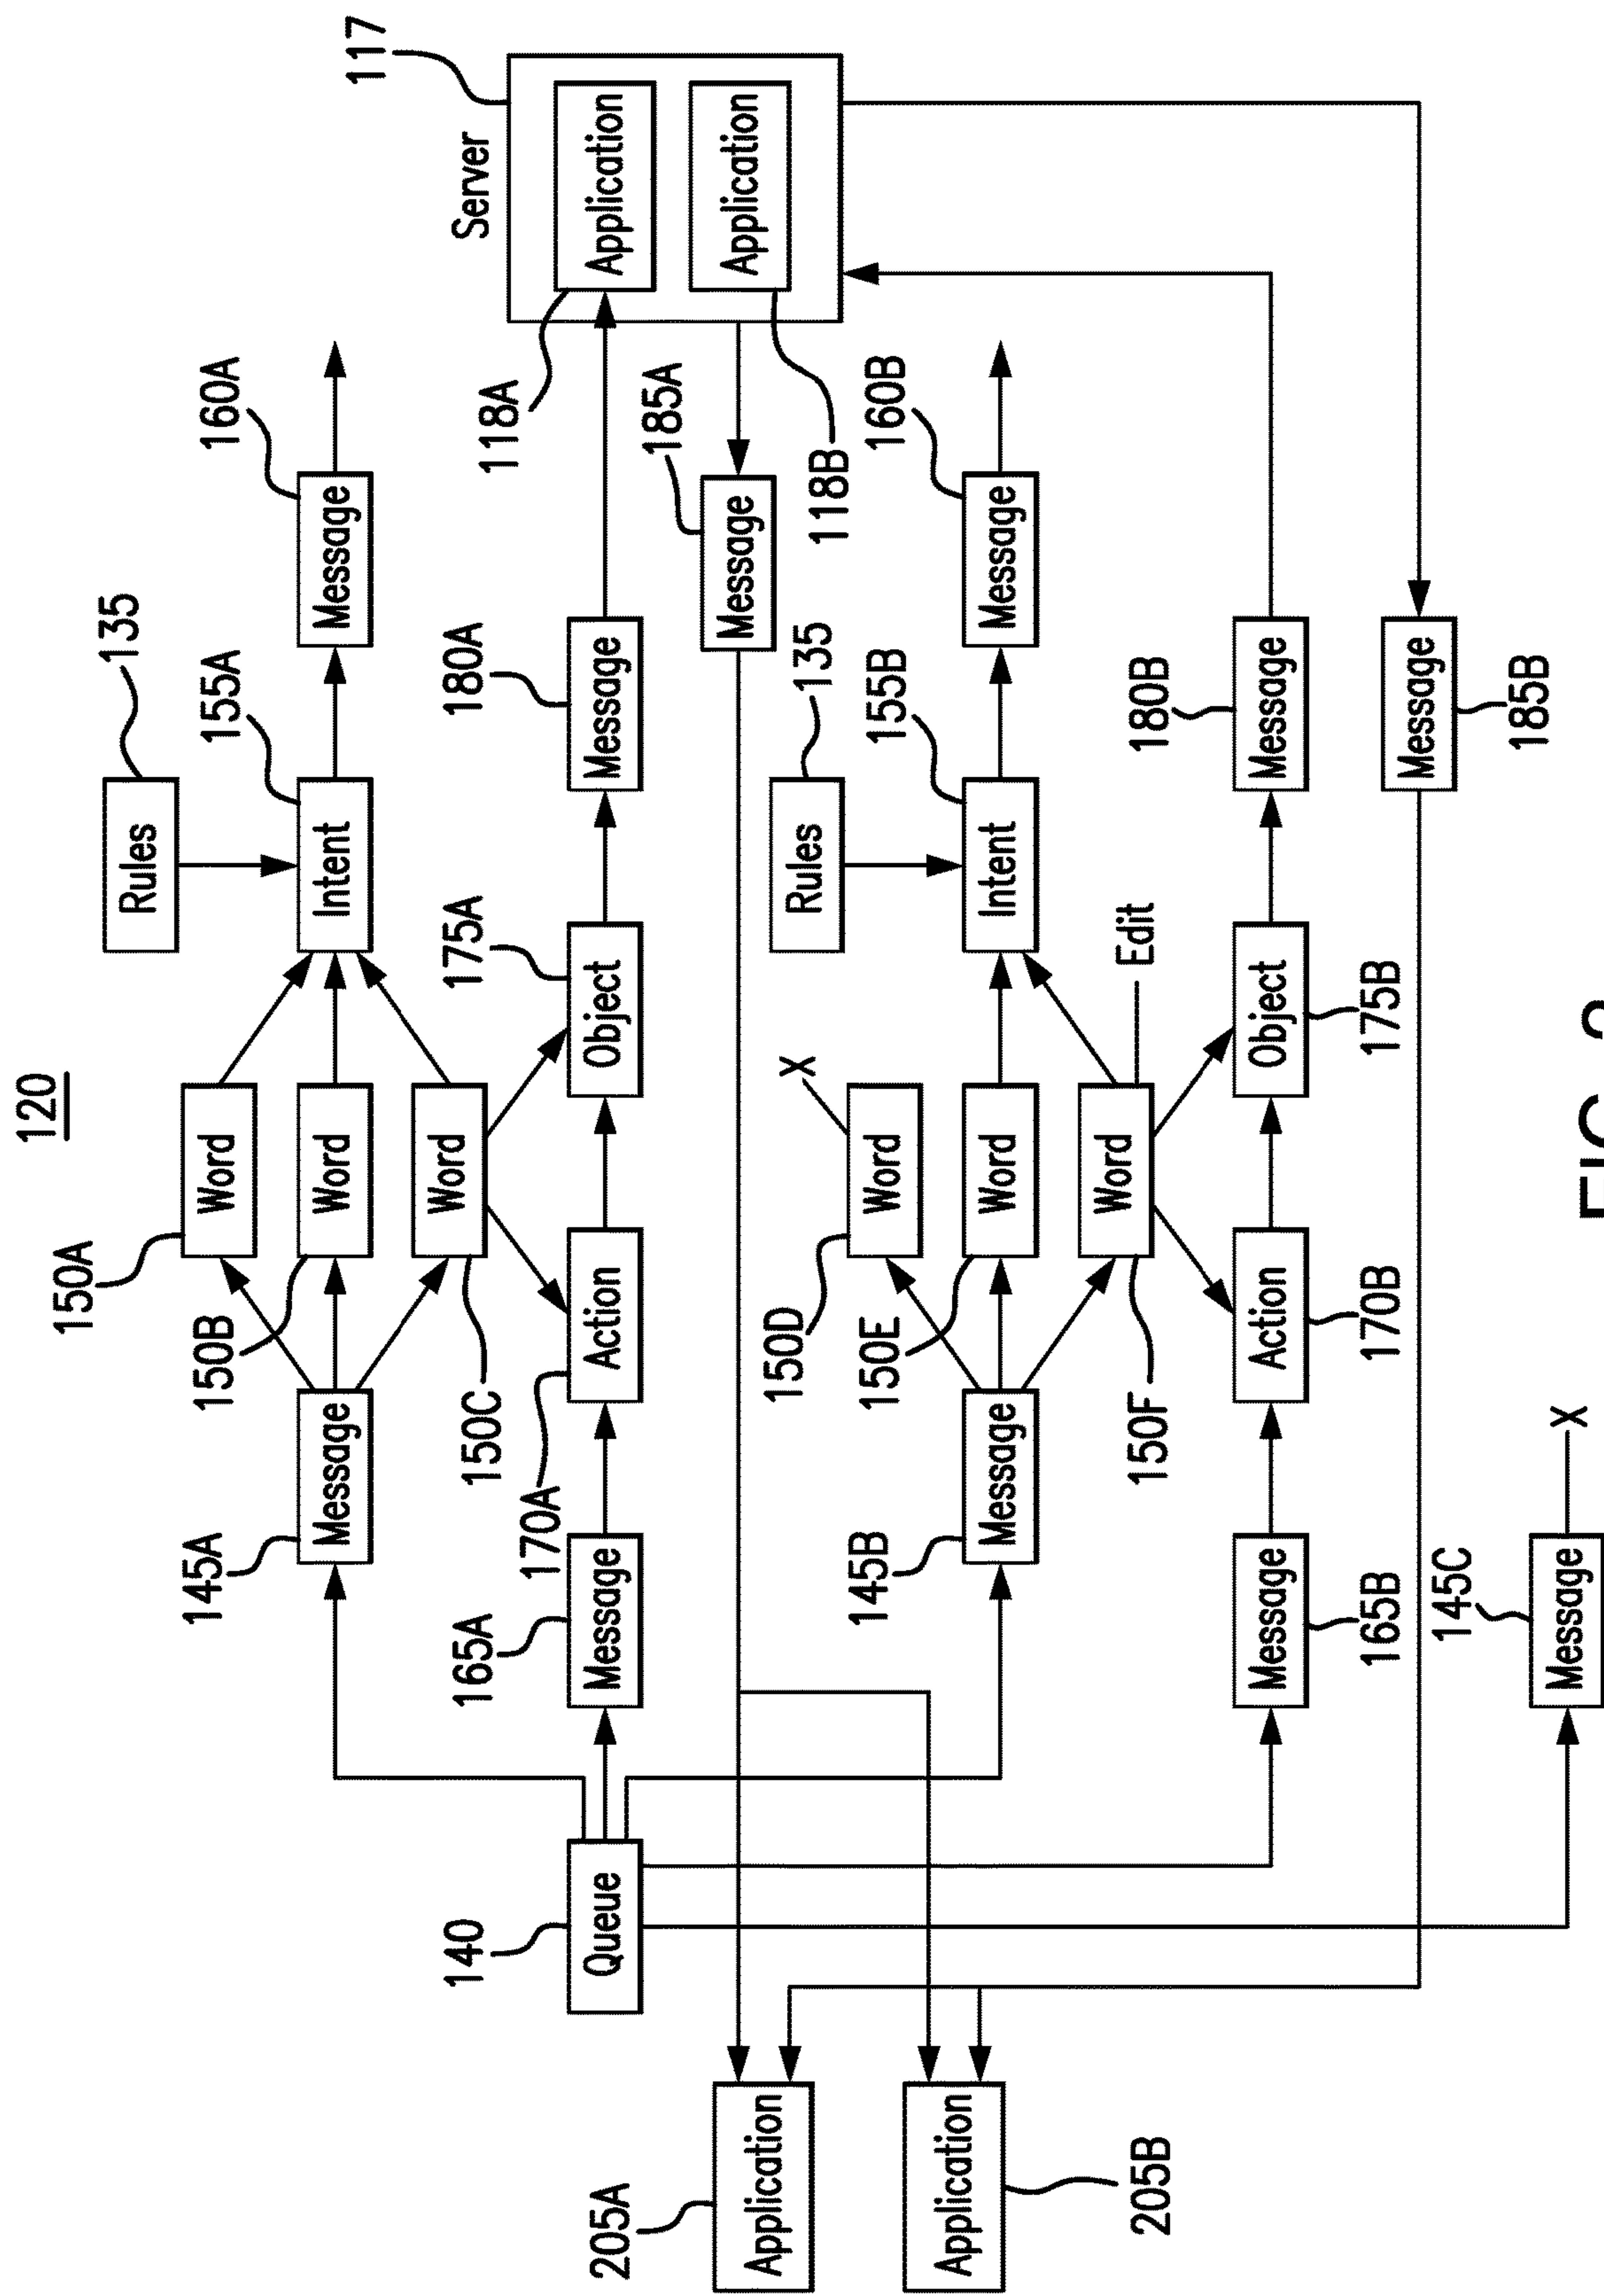 120
Rules
135
150A
Word
145A
Message
150B
Word
Intent
155A
Message
160A
150C
Word
Server
117
140
Queue
165A
Message
170A
Action
175A
Object
180A
Message
118A
Application
Application
118B
185A
Message
205A
Application
205B
Application
Rules
135
150D
Word
X
145B
Message
150E
Word
Intent
155B
Message
160B
150F
Word
Edit
165B
Message
170B
Action
175B
Object
180B
Message
185B
Message
145C
Message
X